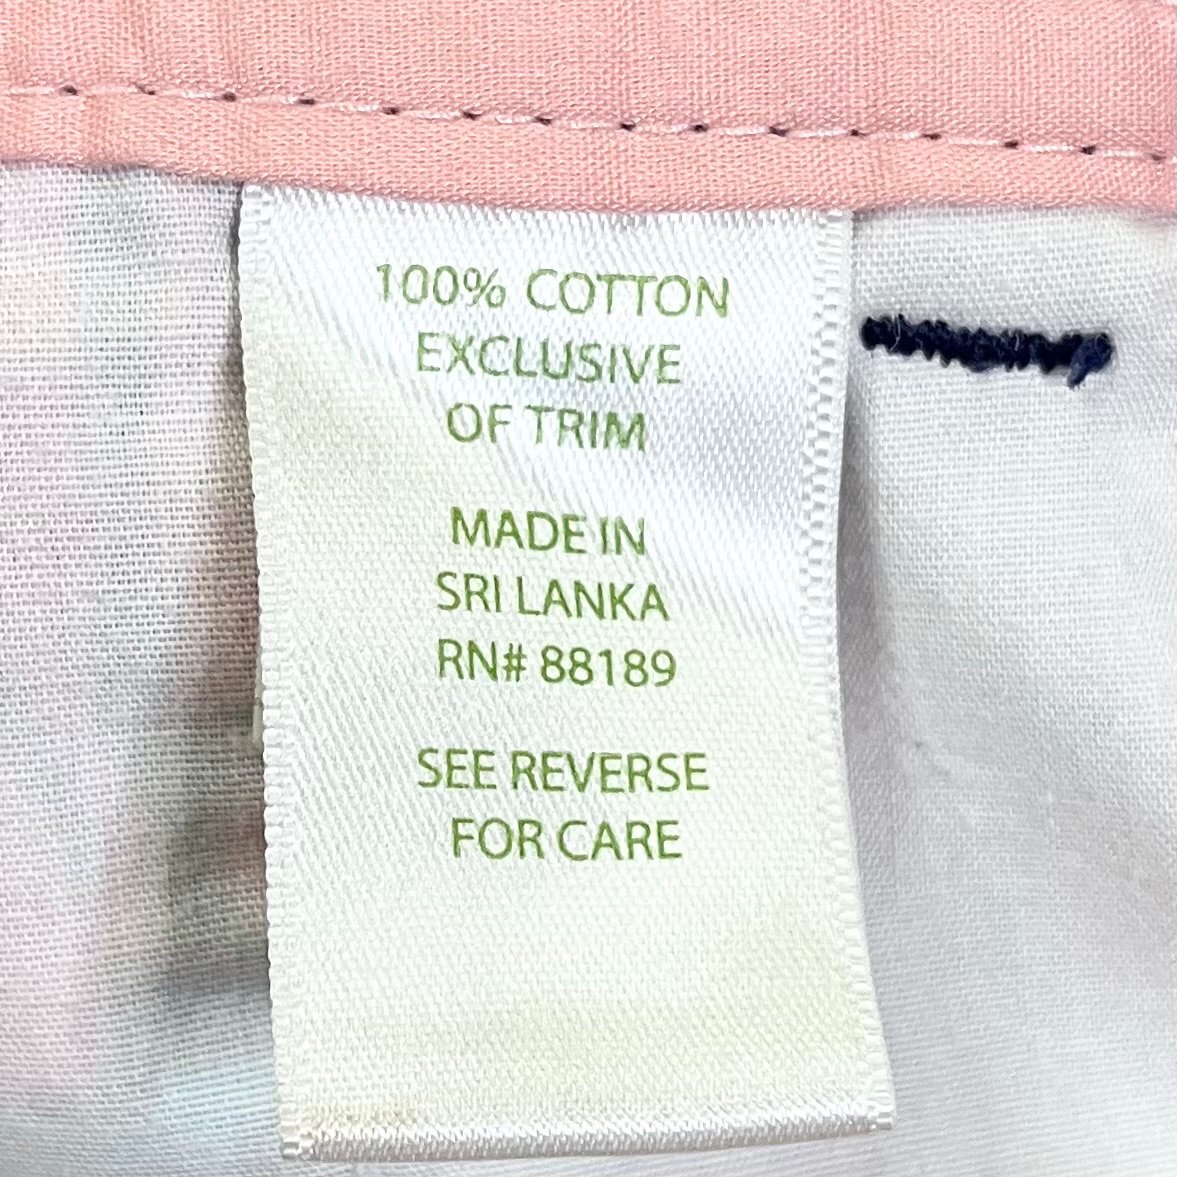 100% COTTON
EXCLUSIVE
OF TRIM
MADE IN
SRI LANKA
RN# 88189
SEE REVERSE
FOR CARE